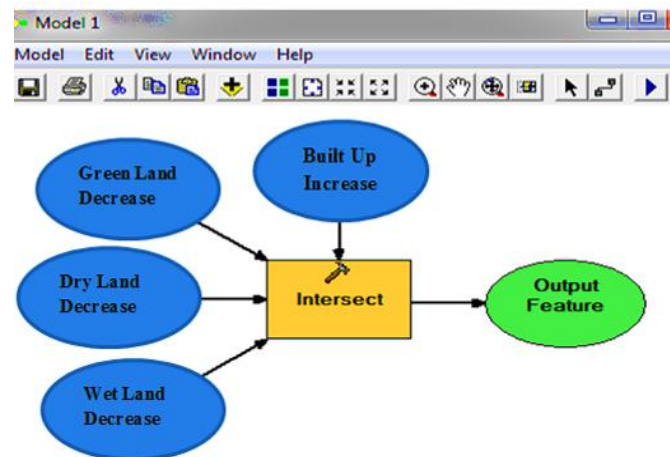 Model 1
Model Edit View Window Help
Green Land
Decrease
Built Up
Increase
Dry Land
Decrease
Intersect
Output
Feature
Wet Land
Decrease